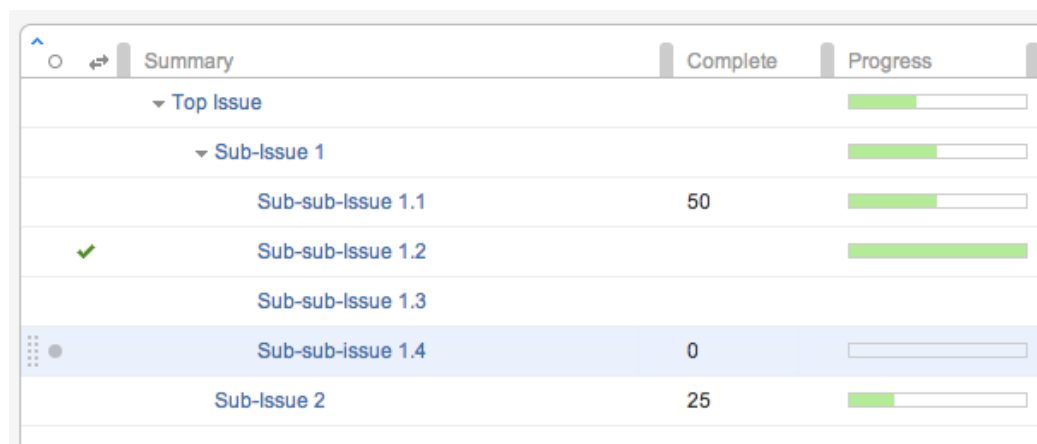 Summary Complete Progress
Top Issue
Sub-Issue 1
Sub-sub-Issue 1.1 50
Sub-sub-Issue 1.2
Sub-sub-Issue 1.3
Sub-sub-issue 1.4 0
Sub-Issue 2 25